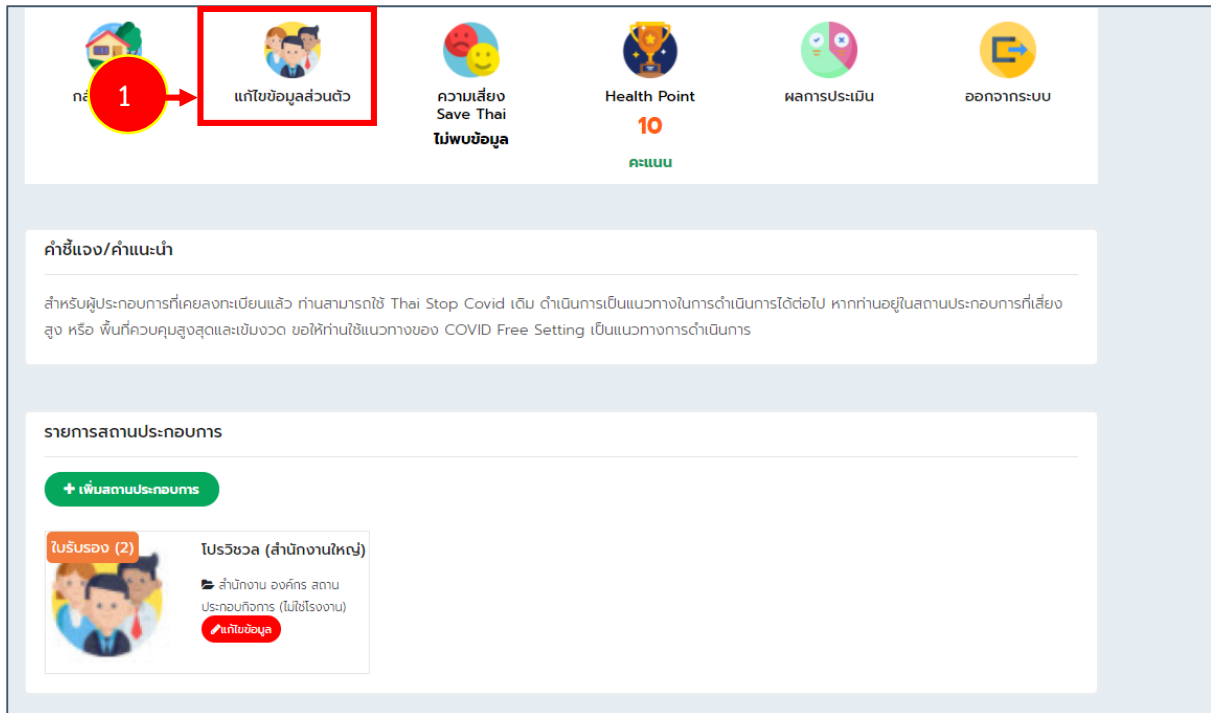 1
แก้ไขข้อมูลส่วนตัว
ความเสี่ยง
Save Thai
ไม่พบข้อมูล
Health Point
10
คะแนน
ผลการประเมิน
ออกจากระบบ
คำชี้แจง/คำแนะนำ
สำหรับผู้ประกอบการที่เคยลงทะเบียนแล้ว ท่านสามารถใช้ Thai Stop Covid เดิม ดำเนินการเป็นแนวทางในการดำเนินการได้ต่อไป หากท่านอยู่ในสถานประกอบการที่เสี่ยง
สูง หรือ พื้นที่ควบคุมสูงสุดและเข้มงวด ขอให้ท่านใช้แนวทางของ COVID Free Setting เป็นแนวทางการดำเนินการ
รายการสถานประกอบการ
+ เพิ่มสถานประกอบการ
ใบรับรอง (2)
โปรวิชวล (สำนักงานใหญ่)
สำนักงาน องค์กร สถาน
ประกอบกิจการ (ไม่ใช่โรงงาน)
แก้ไขข้อมูล